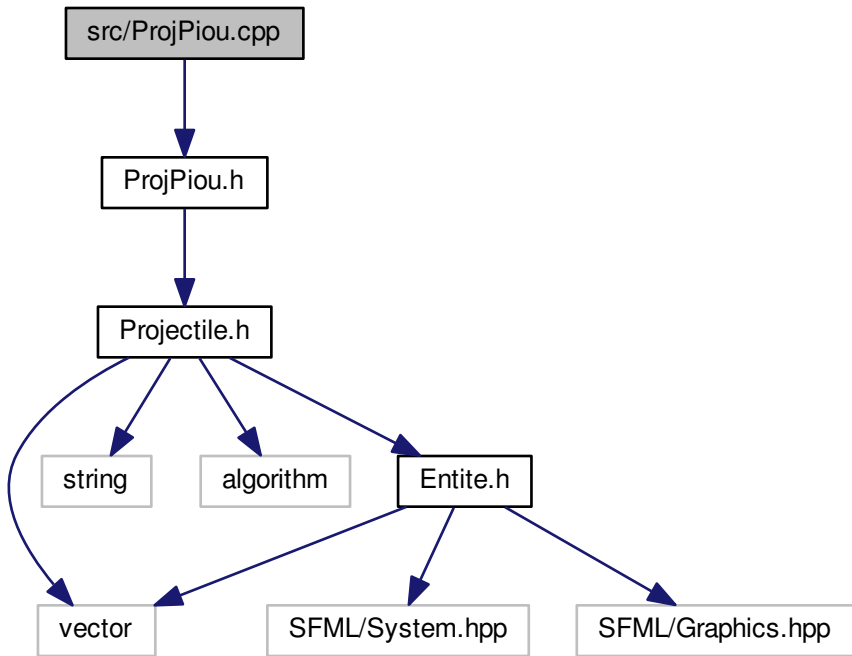 src/ProjPiou.cpp
ProjPiou.h
Projectile.h
string
algorithm
Entite.h
vector
SFML/System.hpp
SFML/Graphics.hpp